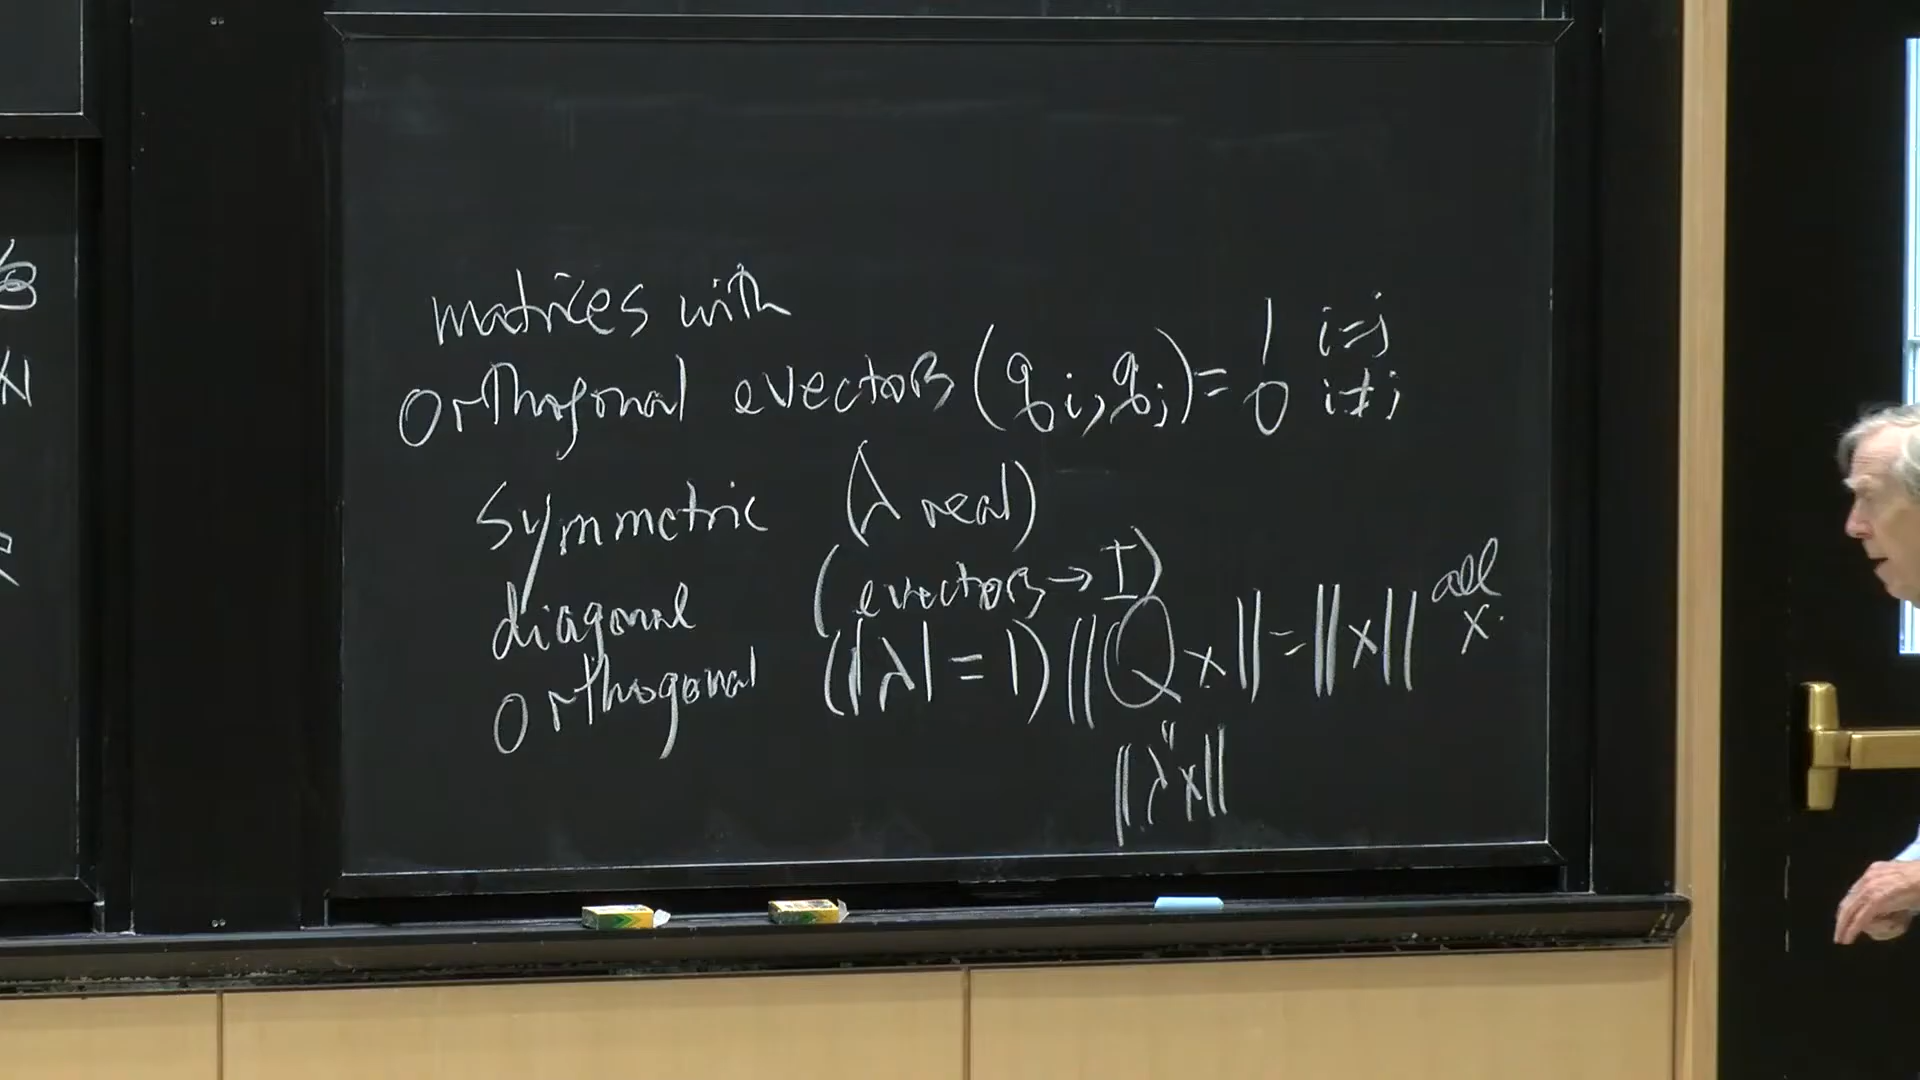 matrices with
orthogonal evectors (qi, qj) = 1 i=j
0 i≠j
symmetric (λ real)
diagonal (evectors → I)
orthogonal (|λ| = 1) ||Qx|| = ||x|| all x.
"
||λx||